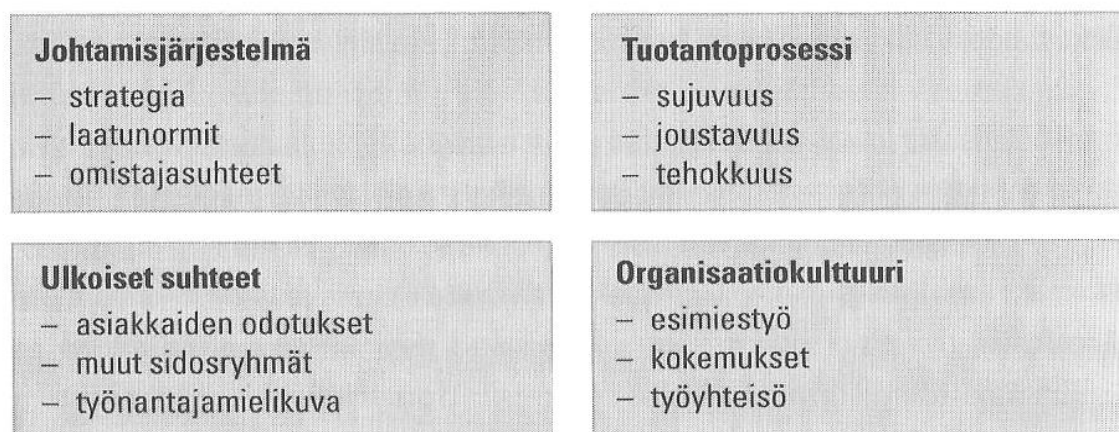 Johtamisjärjestelmä
– strategia
– laatunormit
– omistajasuhteet
Tuotantoprosessi
– sujuvuus
– joustavuus
– tehokkuus
Ulkoiset suhteet
– asiakkaiden odotukset
– muut sidosryhmät
– työnantajamielikuva
Organisaatiokulttuuri
– esimiestyö
– kokemukset
– työyhteisö